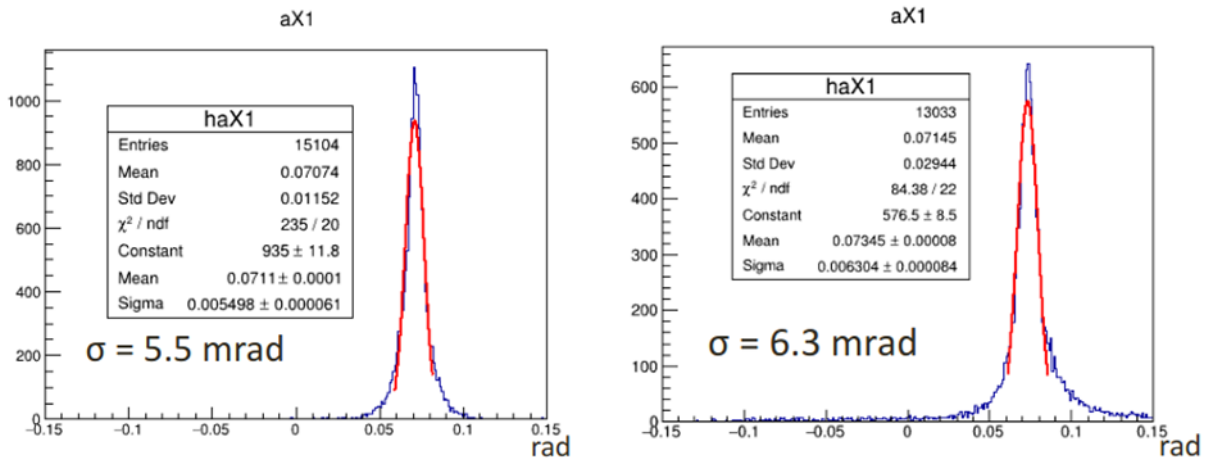 aX1
haX1
Entries 15104
Mean 0.07074
Std Dev 0.01152
χ² / ndf 235 / 20
Constant 935 ± 11.8
Mean 0.0711± 0.0001
Sigma 0.005498 ± 0.000061
σ = 5.5 mrad
1000
800
600
400
200
0
−0.15 −0.1 −0.05 0 0.05 0.1 0.15
rad
aX1
haX1
Entries 13033
Mean 0.07145
Std Dev 0.02944
χ² / ndf 84.38 / 22
Constant 576.5 ± 8.5
Mean 0.07345 ± 0.00008
Sigma 0.006304 ± 0.000084
σ = 6.3 mrad
600
500
400
300
200
100
0
−0.15 −0.1 −0.05 0 0.05 0.1 0.15
rad